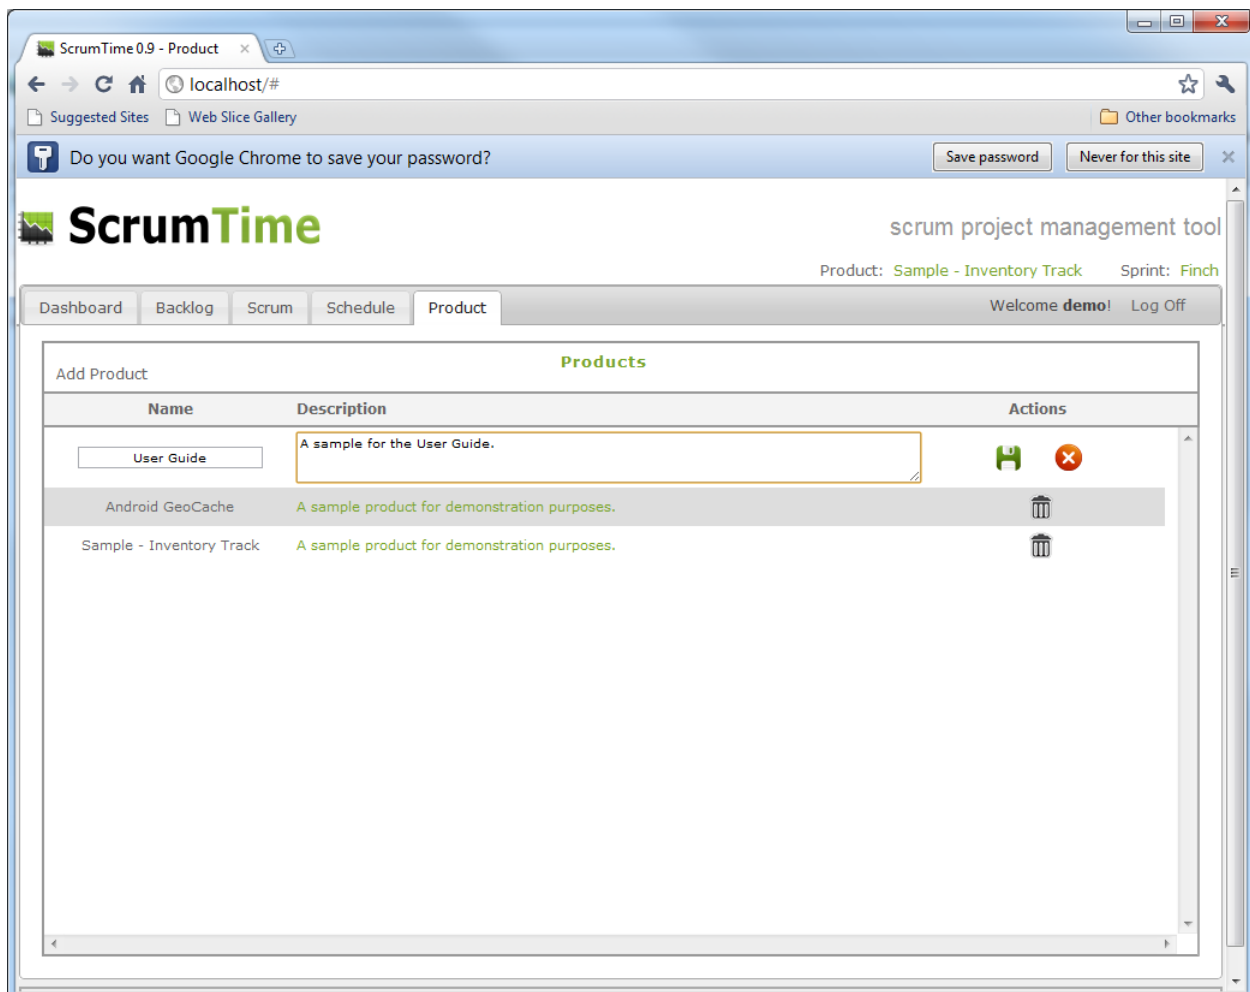 ScrumTime 0.9 - Product
localhost/#
Suggested Sites Web Slice Gallery Other bookmarks
Do you want Google Chrome to save your password? Save password Never for this site
ScrumTime
scrum project management tool
Product: Sample - Inventory Track Sprint: Finch
Dashboard Backlog Scrum Schedule Product Welcome demo! Log Off
Products
Add Product
Name Description Actions
User Guide A sample for the User Guide.
Android GeoCache A sample product for demonstration purposes.
Sample - Inventory Track A sample product for demonstration purposes.